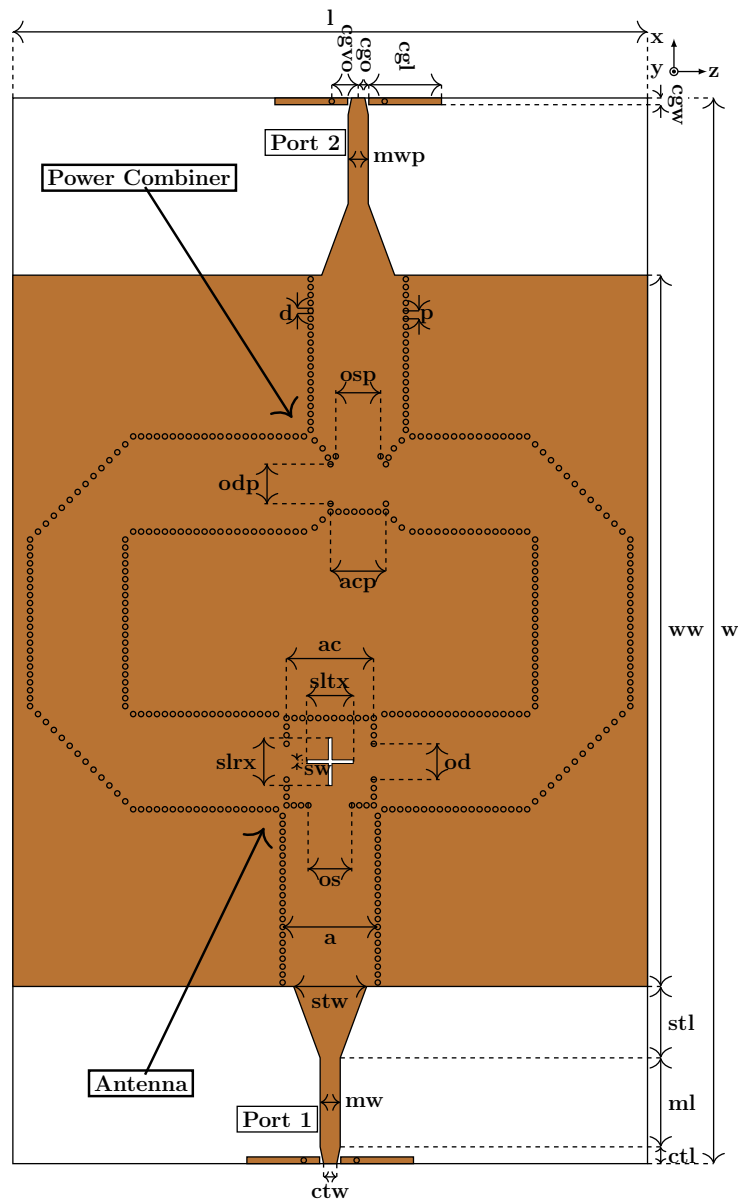 l
x
y
z
cgvo
cgo
cgl
cgw
Port 2
mwp
Power Combiner
d
p
osp
odp
acp
ww
w
ac
sltx
slrx
sw
od
os
a
stw
stl
Antenna
mw
ml
Port 1
ctl
ctw